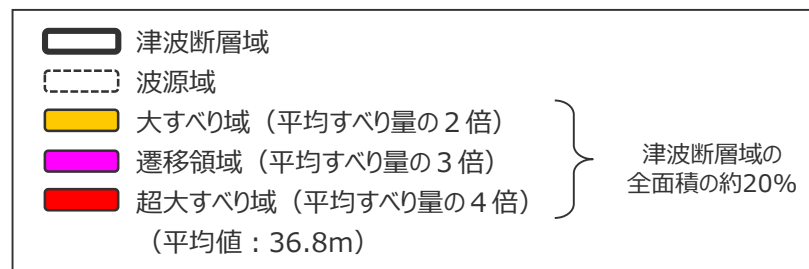 津波断層域
波源域
大すべり域（平均すべり量の２倍）
遷移領域（平均すべり量の３倍）
超大すべり域（平均すべり量の４倍）
（平均値：36.8m）
津波断層域の
全面積の約20%